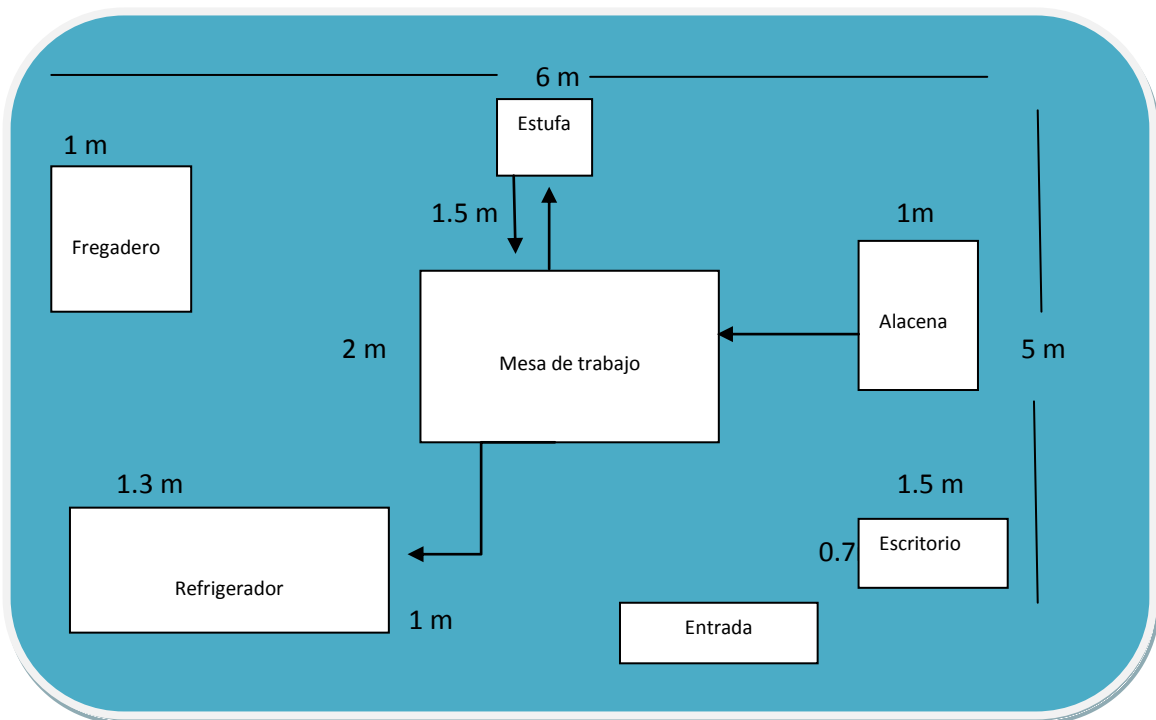 6 m
Estufa
1 m
Fregadero
1.5 m
1m
Alacena
2 m
Mesa de trabajo
5 m
1.3 m
Refrigerador
1 m
1.5 m
0.7
Escritorio
Entrada